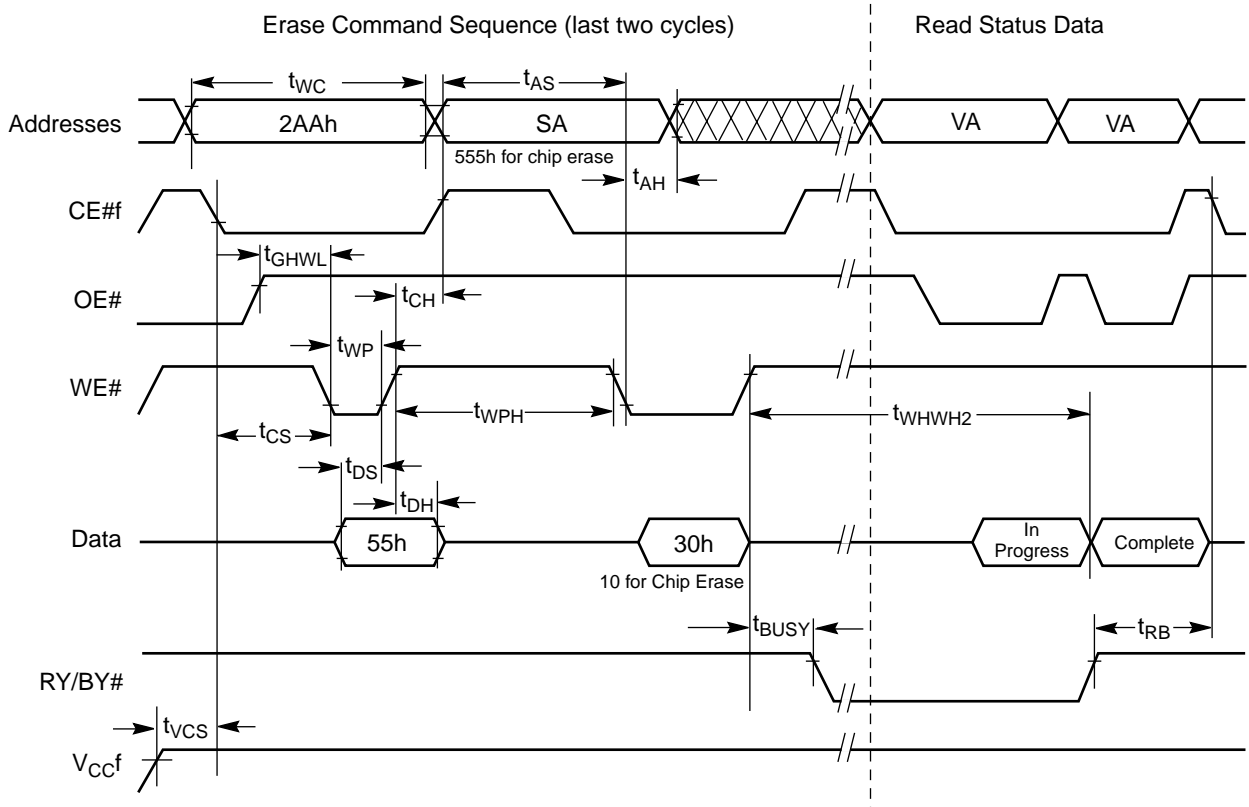 Erase Command Sequence (last two cycles) Read Status Data
tWC tAS
Addresses 2AAh SA VA VA
555h for chip erase
tAH
CE#f
tGHWL
OE#
tCH
tWP
WE#
tWPH tWHWH2
tCS
tDS
tDH
Data 55h 30h In Progress Complete
10 for Chip Erase
tBUSY tRB
RY/BY#
tVCS
VCCf